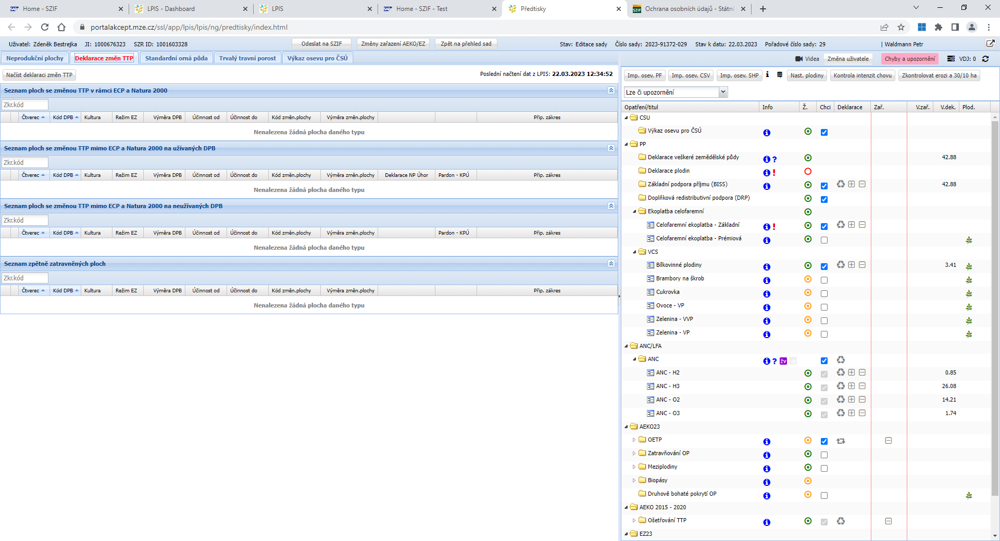 Home - SZIF
LPIS - Dashboard
LPIS
Home - SZIF - Test
Předtisky
Ochrana osobních údajů - Státní
portalakcept.mze.cz/ssl/app/lpis/lpis/ng/predtisky/index.html
Uživatel: Zdeněk Bestrejka JI: 1000676323 SZR ID: 1001603328
Odeslat na SZIF
Změny zařazení AEKO/EZ
Zpět na přehled sad
Stav: Editace sady Číslo sady: 2023-91372-029 Stav k datu: 22.03.2023 Pořadové číslo sady: 29
| Waldmann Petr
Neprodukční plochy
Deklarace změn TTP
Standardní orná půda
Trvalý travní porost
Výkaz osevu pro ČSÚ
Videa
Změna uživatele
Chyby a upozornění
VDJ: 0
Načíst deklaraci změn TTP
Poslední načtení dat z LPIS: 22.03.2023 12:34:52
Seznam ploch se změnou TTP v rámci ECP a Natura 2000
Zkr.kód
Čtverec Kód DPB Kultura Režim EZ Výměra DPB Účinnost od Účinnost do Kód změn.plochy Výměra změn.plochy Přip. zákres
Nenalezena žádná plocha daného typu
Seznam ploch se změnou TTP mimo ECP a Natura 2000 na užívaných DPB
Zkr.kód
Čtverec Kód DPB Kultura Režim EZ Výměra DPB Účinnost od Účinnost do Kód změn.plochy Výměra změn.plochy Deklarace NP Úhor Pardon - KPÚ Přip. zákres
Nenalezena žádná plocha daného typu
Seznam ploch se změnou TTP mimo ECP a Natura 2000 na neužívaných DPB
Zkr.kód
Čtverec Kód DPB Kultura Režim EZ Výměra DPB Účinnost od Účinnost do Kód změn.plochy Výměra změn.plochy Pardon - KPÚ Přip. zákres
Nenalezena žádná plocha daného typu
Seznam zpětně zatravněných ploch
Zkr.kód
Čtverec Kód DPB Kultura Režim EZ Výměra DPB Účinnost od Účinnost do Kód změn.plochy Výměra změn.plochy Přip. zákres
Nenalezena žádná plocha daného typu
Imp. osev. PF
Imp. osev. CSV
Imp. osev. SHP
Nast. plodiny
Kontrola intenzit chovu
Zkontrolovat erozi a 30/10 ha
Lze či upozornění
Opatření/titul Info Ž. Chci Deklarace Zař. V.zař. V.dek. Plod.
CSU
Výkaz osevu pro ČSÚ
PP
Deklarace veškeré zemědělské půdy ? 42.88
Deklarace plodin !
Základní podpora příjmu (BISS) 42.88
Doplňková redistributivní podpora (DRP)
Ekoplatba celofaremní
Celofaremní ekoplatba - Základní !
Celofaremní ekoplatba - Prémiová
VCS
Bílkovinné plodiny 3.41
Brambory na škrob
Cukrovka
Ovoce - VP
Zelenina - VVP
Zelenina - VP
ANC/LFA
ANC ? ŽV
ANC - H2 0.85
ANC - H3 26.08
ANC - O2 14.21
ANC - O3 1.74
AEKO23
OETP
Zatravňování OP
Meziplodiny
Biopásy
Druhově bohaté pokrytí OP
AEKO 2015 - 2020
Ošetřování TTP
EZ23